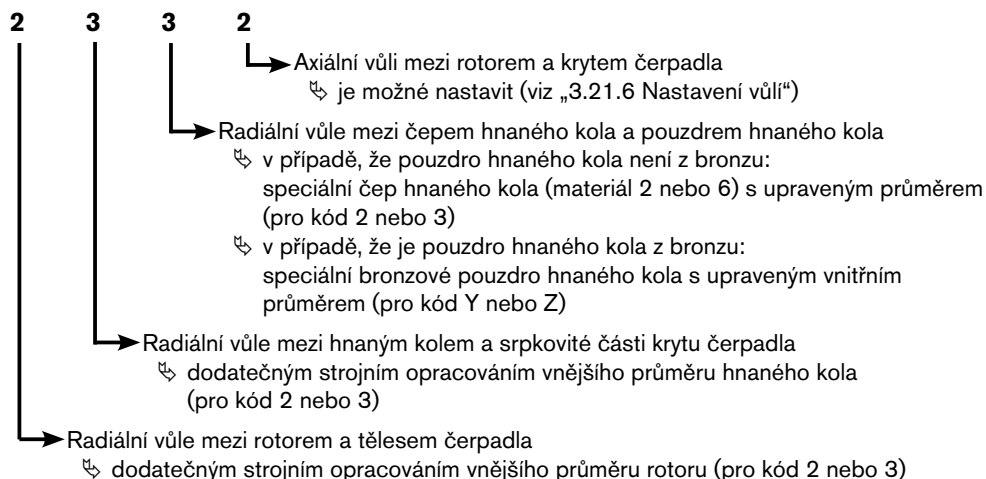 2 3 3 2
Axiální vůli mezi rotorem a krytem čerpadla
je možné nastavit (viz „3.21.6 Nastavení vůlí“)
Radiální vůle mezi čepem hnaného kola a pouzdrem hnaného kola
v případě, že pouzdro hnaného kola není z bronzu:
speciální čep hnaného kola (materiál 2 nebo 6) s upraveným průměrem
(pro kód 2 nebo 3)
v případě, že je pouzdro hnaného kola z bronzu:
speciální bronzové pouzdro hnaného kola s upraveným vnitřním
průměrem (pro kód Y nebo Z)
Radiální vůle mezi hnaným kolem a srpkovité části krytu čerpadla
dodatečným strojním opracováním vnějšího průměru hnaného kola
(pro kód 2 nebo 3)
Radiální vůle mezi rotorem a tělesem čerpadla
dodatečným strojním opracováním vnějšího průměru rotoru (pro kód 2 nebo 3)